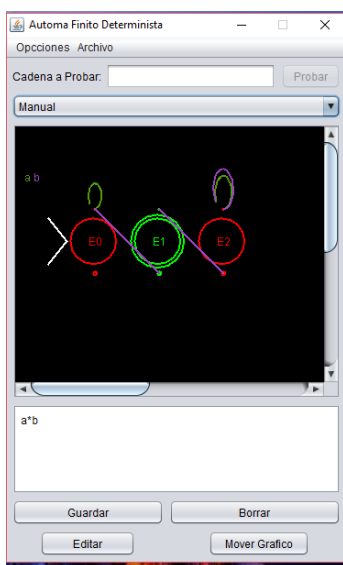 Automa Finito Determinista
Opcciones Archivo
Cadena a Probar: Probar
Manual
a b
E0 E1 E2
a*b
Guardar Borrar
Editar Mover Grafico